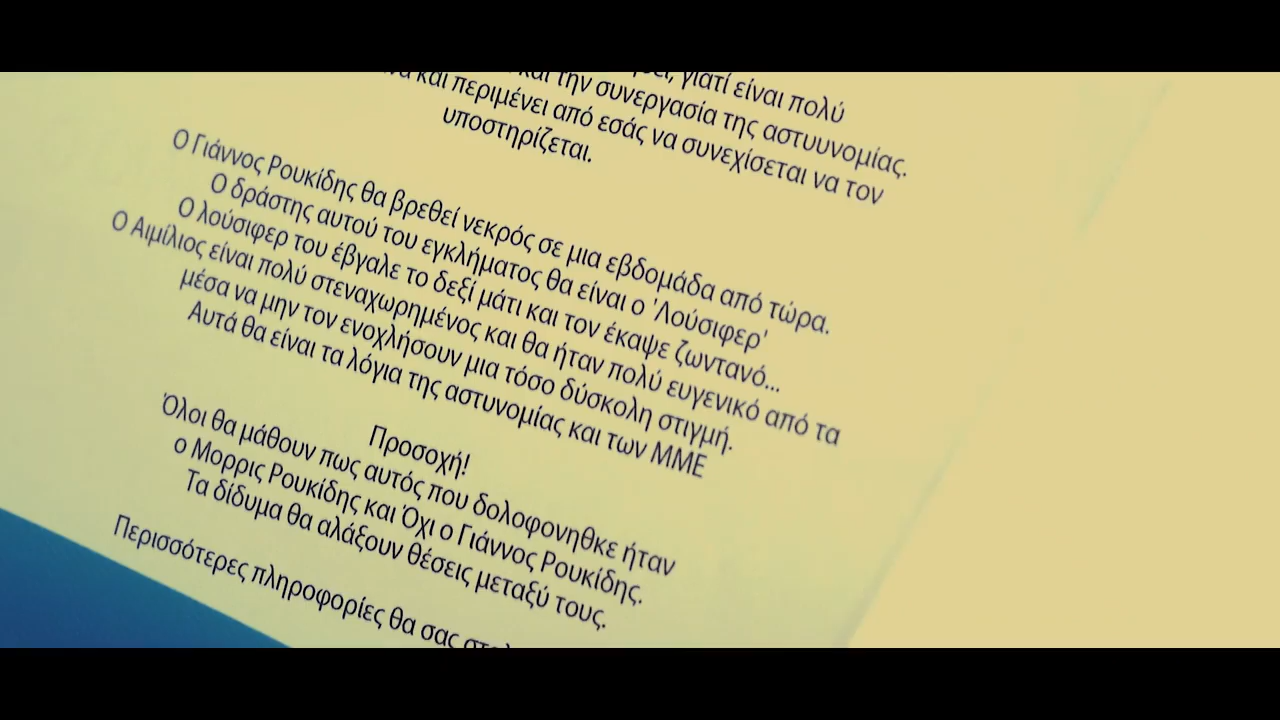 γιατί είναι πολύ
και την συνεργασία της αστυυνομίας.
και περιμένει από εσάς να συνεχίσεται να τον
υποστηρίζεται.
Ο Γιάννος Ρουκίδης θα βρεθεί νεκρός σε μια εβδομάδα από τώρα.
Ο δράστης αυτού του εγκλήματος θα είναι ο 'Λούσιφερ'
Ο λούσιφερ του έβγαλε το δεξί μάτι και τον έκαψε ζωντανό...
Ο Αιμίλιος είναι πολύ στεναχωρημένος και θα ήταν πολύ ευγενικό από τα
μέσα να μην τον ενοχλήσουν μια τόσο δύσκολη στιγμή.
Αυτά θα είναι τα λόγια της αστυνομίας και των ΜΜΕ
Προσοχή!
Όλοι θα μάθουν πως αυτός που δολοφονηθκε ήταν
ο Μορρις Ρουκίδης και Όχι ο Γιάννος Ρουκίδης.
Τα δίδυμα θα αλάξουν θέσεις μεταξύ τους.
Περισσότερες πληροφορίες θα σας